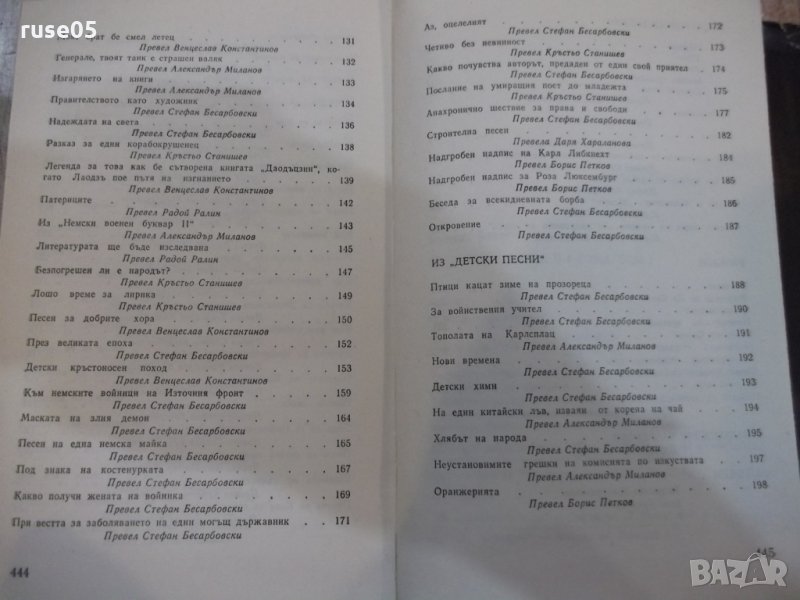 ruse05
брат бе смел летец . . . 131
Превел Венцеслав Константинов
Генерале, твоят танк е страшен валяк . . . 132
Превел Александър Миланов
Изгарянето на книги . . . 133
Превел Александър Миланов
Правителството като художник . . . 134
Превел Стефан Бесарбовски
Надеждата на света . . . 136
Превел Стефан Бесарбовски
Разказ за един корабокрушенец . . . 138
Превел Кръстьо Станишев
Легенда за това как бе сътворена книгата „Даодъцзин“, ко-
гато Лаодзъ пое пътя на изгнанието . . . 139
Превел Венцеслав Константинов
Патериците . . . 142
Превел Радой Ралин
Из „Немски военен буквар II“ . . . 143
Превел Александър Миланов
Литературата ще бъде изследвана . . . 145
Превел Радой Ралин
Безпогрешен ли е народът? . . . 147
Превел Кръстьо Станишев
Лошо време за лирика . . . 149
Превел Кръстьо Станишев
Песен за добрите хора . . . 150
Превел Венцеслав Константинов
През великата епоха . . . 152
Превел Стефан Бесарбовски
Детски кръстоносен поход . . . 153
Превел Венцеслав Константинов
Към немските войници на Източния фронт . . . 159
Превел Стефан Бесарбовски
Маската на злия демон . . . 164
Превел Стефан Бесарбовски
Песен на една немска майка . . . 165
Превел Стефан Бесарбовски
Под знака на костенурката . . . 167
Превел Стефан Бесарбовски
Какво получи жената на войника . . . 169
Превел Стефан Бесарбовски
При вестта за заболяването на един могъщ държавник . . 171
Превел Стефан Бесарбовски
444
Аз, оцелелият . . . 172
Превел Стефан Бесарбовски
Четиво без невинност . . . 173
Превел Кръстьо Станишев
Какво почувства авторът, предаден от един свой приятел . 174
Превел Стефан Бесарбовски
Послание на умиращия поет до младежта . . . 175
Превел Кръстьо Станишев
Анахронично шествие за права и свободи . . . 177
Превел Стефан Бесарбовски
Строителна песен . . . 182
Превела Даря Хараланова
Надгробен надпис на Карл Либкнехт . . . 184
Превел Борис Петков
Надгробен надпис за Роза Люксембург . . . 185
Превел Борис Петков
Беседа за всекидневната борба . . . 186
Превел Стефан Бесарбовски
Откровение . . . 187
Превел Стефан Бесарбовски
ИЗ „ДЕТСКИ ПЕСНИ“
Птици кацат зиме на прозореца . . . 188
Превел Стефан Бесарбовски
За войнствения учител . . . 190
Превел Стефан Бесарбовски
Тополата на Карлсплац . . . 191
Превел Александър Миланов
Нови времена . . . 192
Превел Стефан Бесарбовски
Детски химн . . . 193
Превел Стефан Бесарбовски
На един китайски лъв, изваян от корена на чай . . . 194
Превел Александър Миланов
Хлябът на народа . . . 195
Превел Стефан Бесарбовски
Неустановимите грешки на комисията по изкуствата . . 197
Превел Александър Миланов
Оранжерията . . . 198
Превел Борис Петков
445
BAZAR
bg